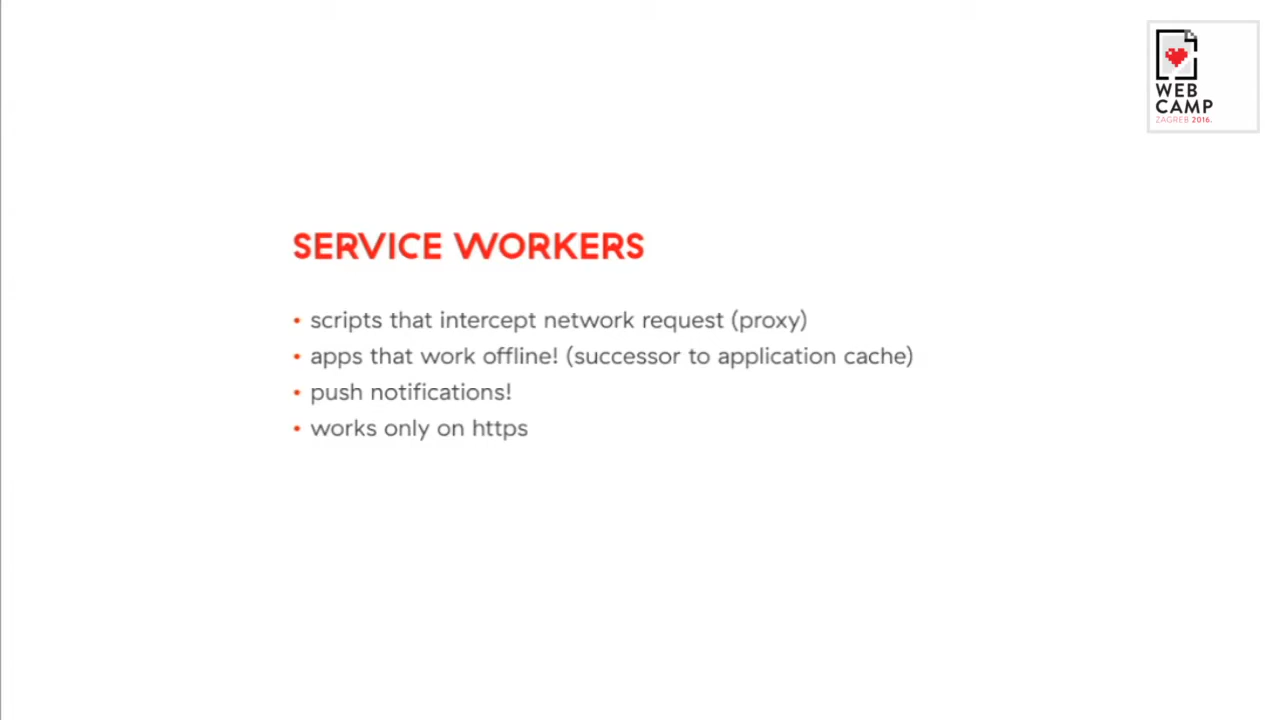 WEB
CAMP
ZAGREB 2016.
SERVICE WORKERS
• scripts that intercept network request (proxy)
• apps that work offline! (successor to application cache)
• push notifications!
• works only on https